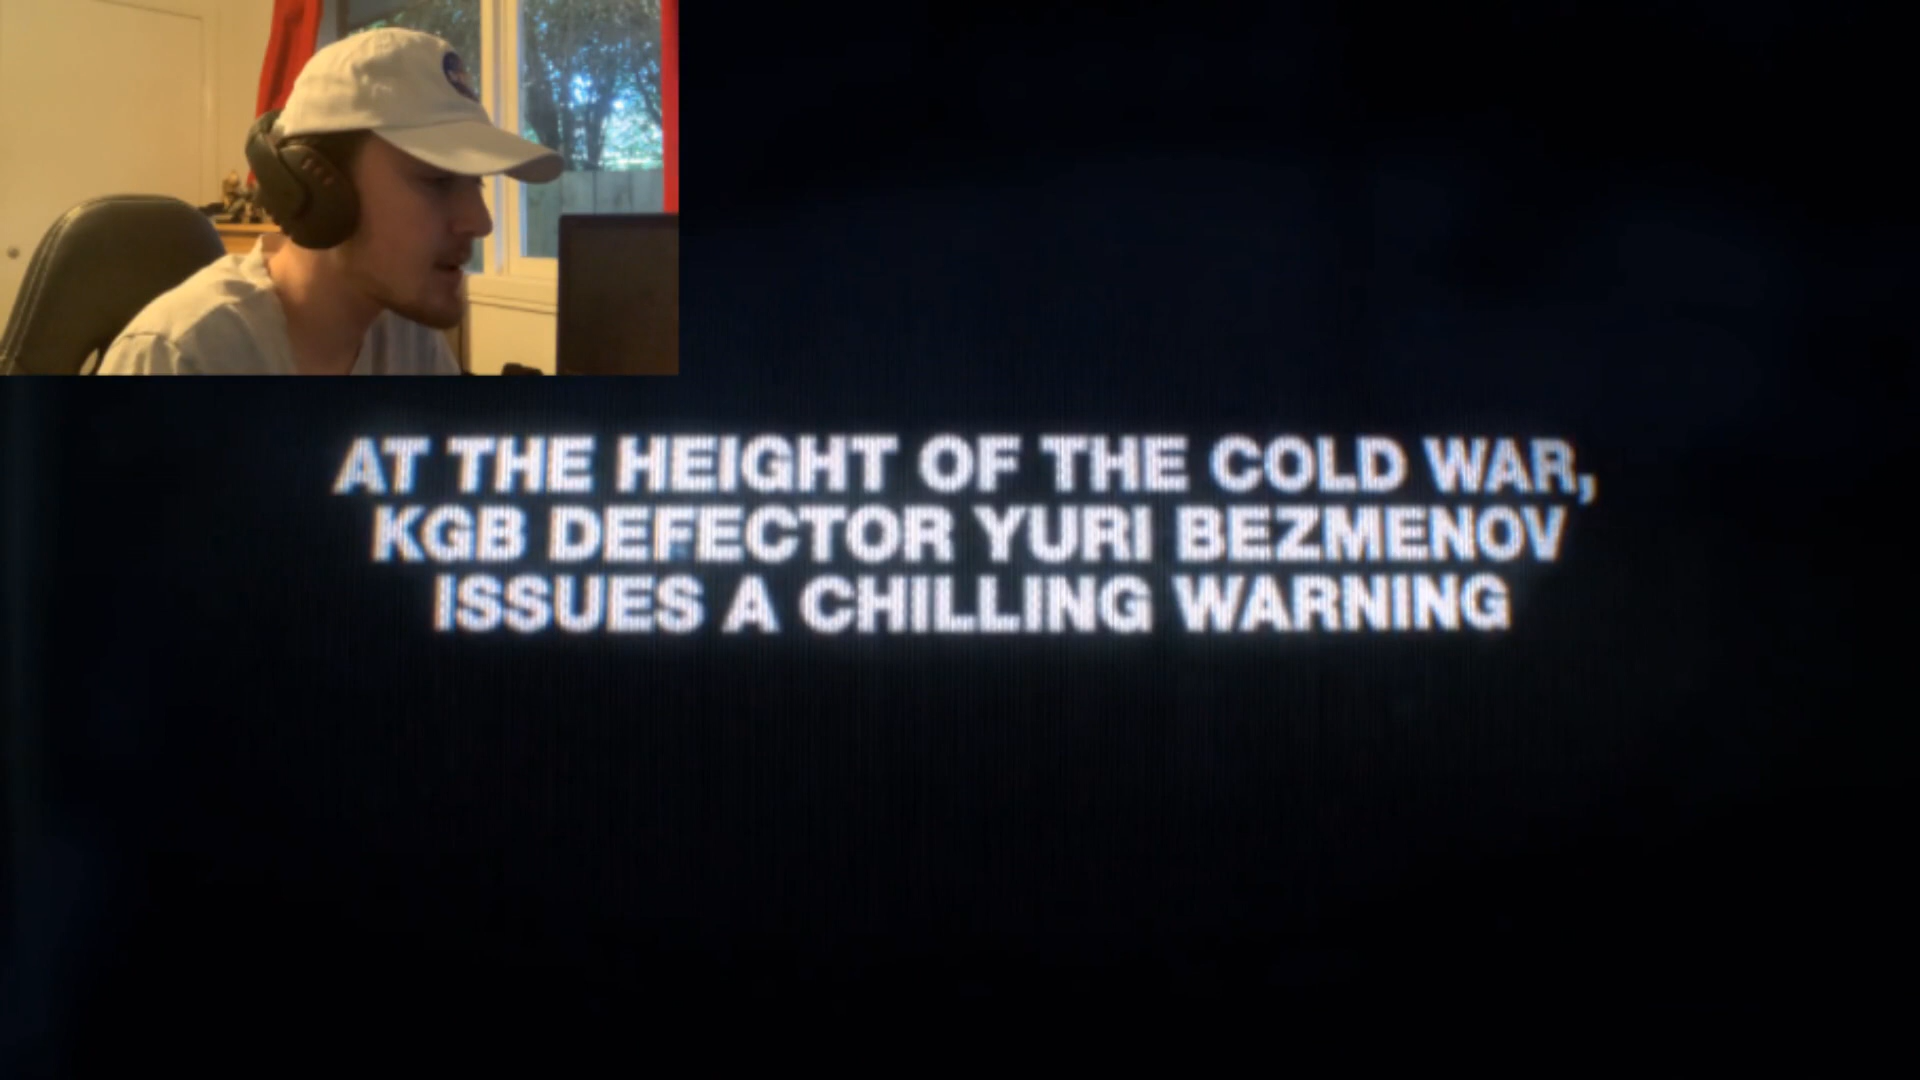 AT THE HEIGHT OF THE COLD WAR,
KGB DEFECTOR YURI BEZMENOV
ISSUES A CHILLING WARNING